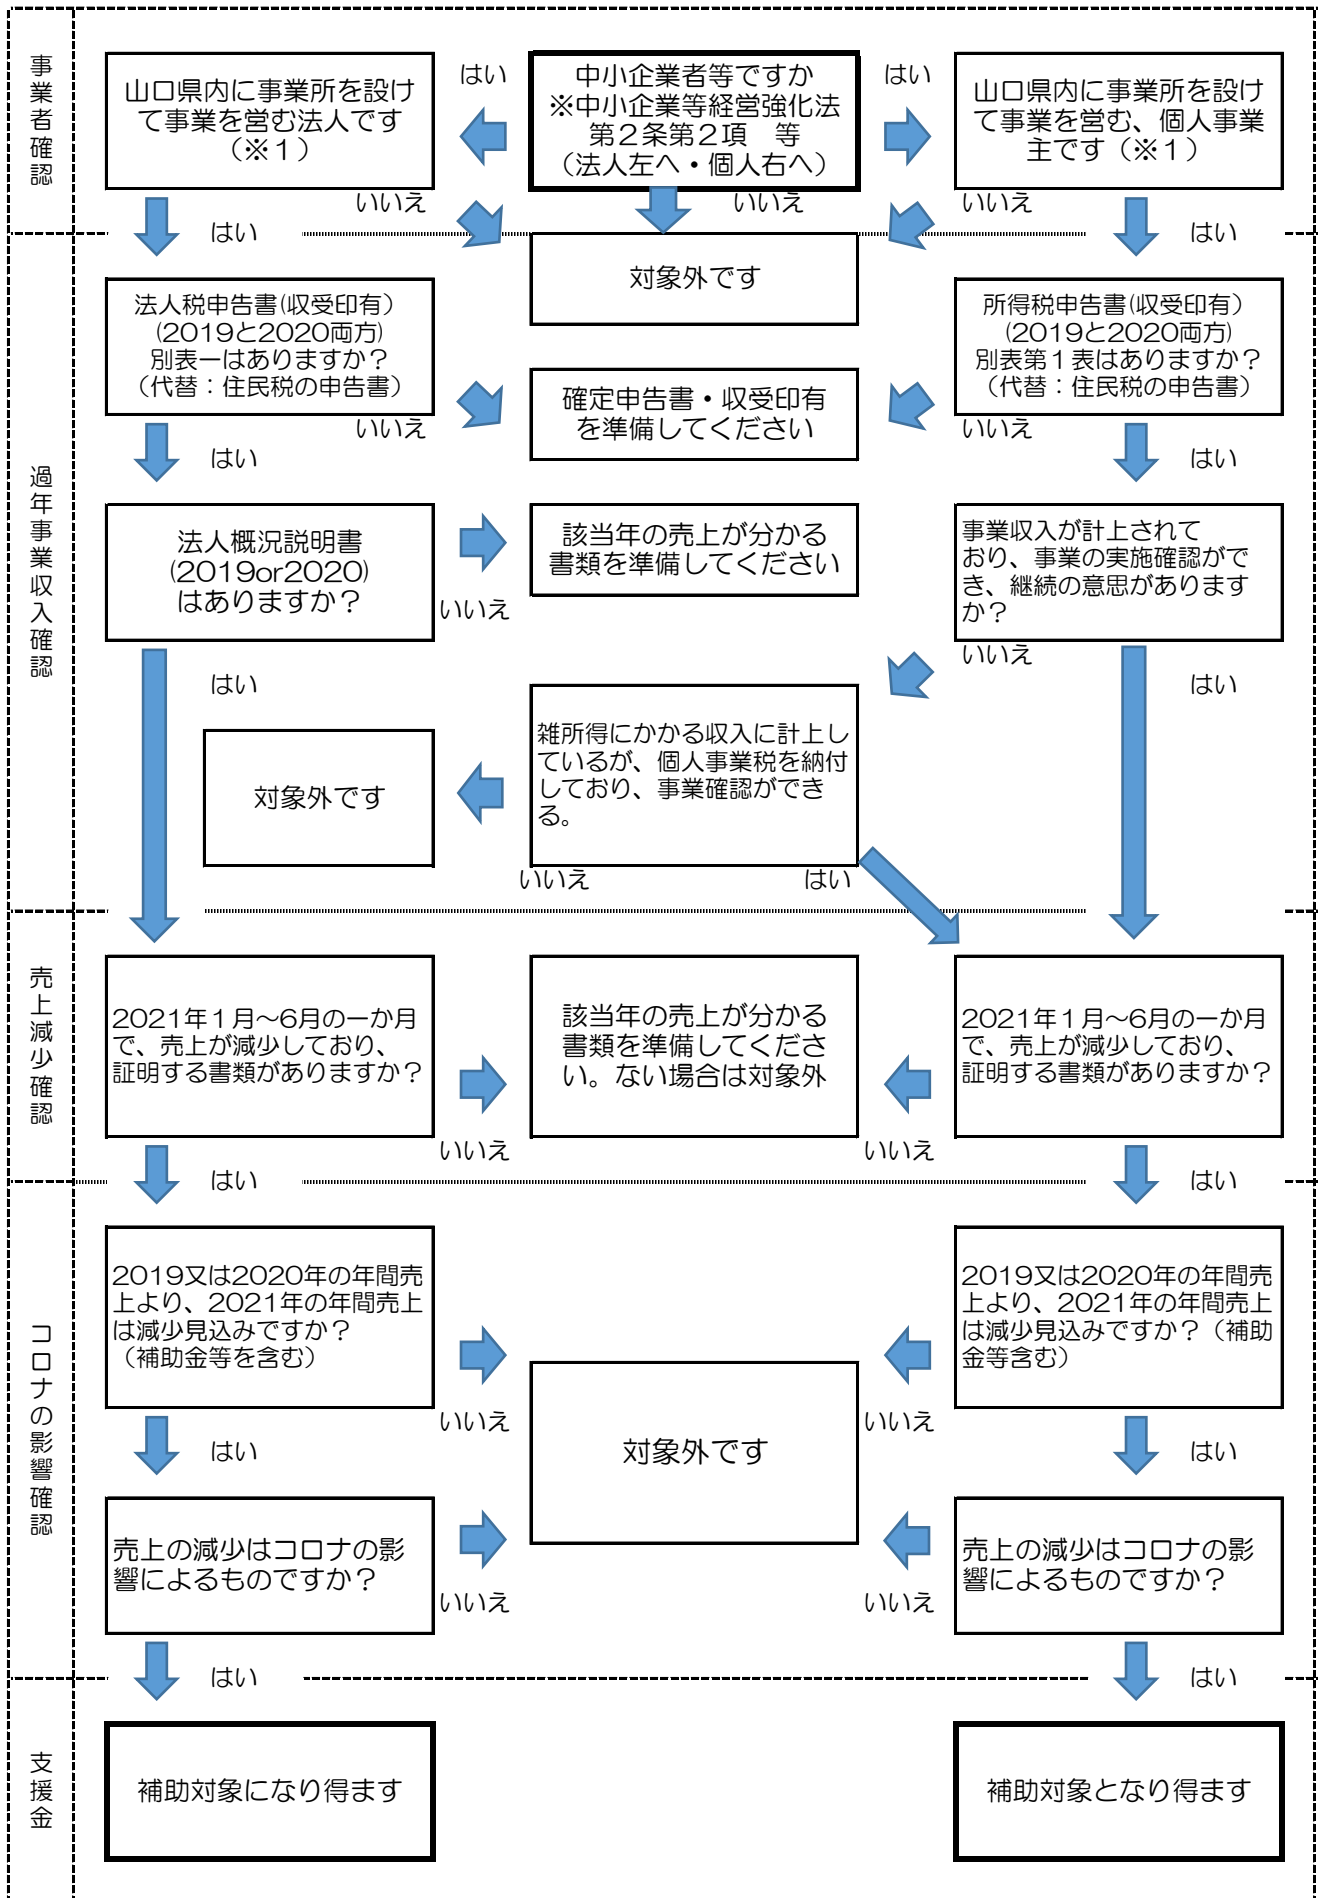 事業者確認
はい
中小企業者等ですか
※中小企業等経営強化法
第２条第２項　等
（法人左へ・個人右へ）
はい
山口県内に事業所を設け
て事業を営む法人です
（※１）
山口県内に事業所を設け
て事業を営む、個人事業
主です（※１）
いいえ
いいえ
いいえ
はい
はい
対象外です
過年事業収入確認
法人税申告書(収受印有）
(2019と2020両方)
別表一はありますか？
（代替：住民税の申告書）
所得税申告書(収受印有）
(2019と2020両方)
別表第１表はありますか？
（代替：住民税の申告書）
確定申告書・収受印有
を準備してください
いいえ
いいえ
はい
はい
法人概況説明書
(2019or2020)
はありますか？
該当年の売上が分かる
書類を準備してください
事業収入が計上されて
おり、事業の実施確認がで
き、継続の意思があります
か？
いいえ
いいえ
はい
はい
雑所得にかかる収入に計上し
ているが、個人事業税を納付
しており、事業確認ができ
る。
対象外です
いいえ
はい
売上減少確認
2021年１月～6月の一か月
で、売上が減少しており、
証明する書類がありますか？
該当年の売上が分かる
書類を準備してくださ
い。ない場合は対象外
2021年１月～6月の一か月
で、売上が減少しており、
証明する書類がありますか？
いいえ
いいえ
はい
はい
コロナの影響確認
2019又は2020年の年間売
上より、2021年の年間売上
は減少見込みですか？
（補助金等を含む）
2019又は2020年の年間売
上より、2021年の年間売上
は減少見込みですか？（補助
金等含む）
いいえ
いいえ
はい
はい
対象外です
売上の減少はコロナの影
響によるものですか？
売上の減少はコロナの影
響によるものですか？
いいえ
いいえ
はい
はい
支援金
補助対象になり得ます
補助対象となり得ます